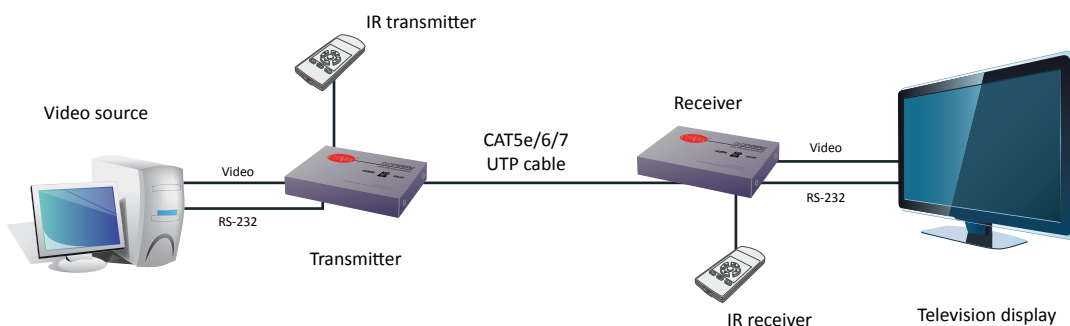 IR transmitter
Video source
Receiver
CAT5e/6/7
UTP cable
Video
Video
RS-232
RS-232
Transmitter
IR receiver
Television display